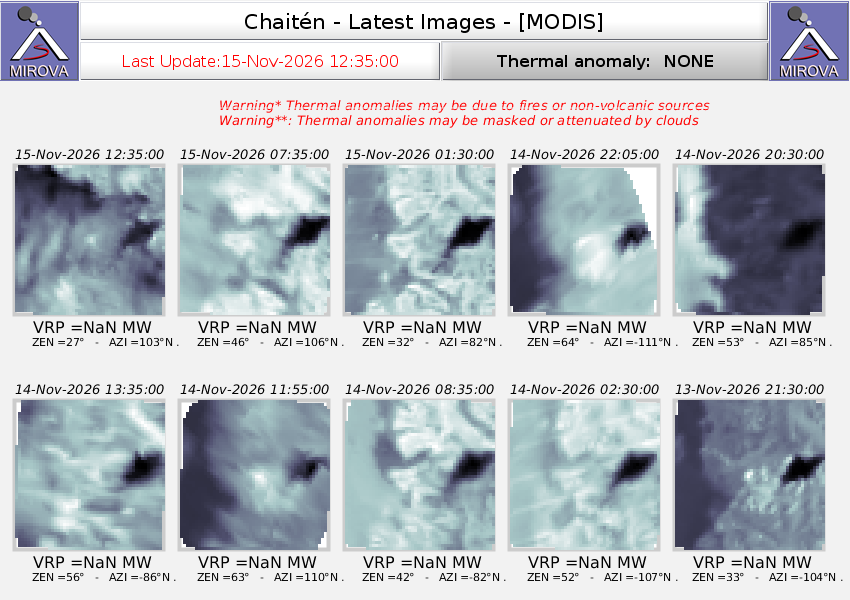 Chaitén - Latest Images - [MODIS]
MIROVA
Last Update:15-Nov-2026 12:35:00
Thermal anomaly: NONE
MIROVA
Warning* Thermal anomalies may be due to fires or non-volcanic sources
Warning**: Thermal anomalies may be masked or attenuated by clouds
15-Nov-2026 12:35:00
15-Nov-2026 07:35:00
15-Nov-2026 01:30:00
14-Nov-2026 22:05:00
14-Nov-2026 20:30:00
VRP =NaN MW
VRP =NaN MW
VRP =NaN MW
VRP =NaN MW
VRP =NaN MW
ZEN =27° - AZI =103°N .
ZEN =46° - AZI =106°N .
ZEN =32° - AZI =82°N .
ZEN =64° - AZI =-111°N .
ZEN =53° - AZI =85°N .
14-Nov-2026 13:35:00
14-Nov-2026 11:55:00
14-Nov-2026 08:35:00
14-Nov-2026 02:30:00
13-Nov-2026 21:30:00
VRP =NaN MW
VRP =NaN MW
VRP =NaN MW
VRP =NaN MW
VRP =NaN MW
ZEN =56° - AZI =-86°N .
ZEN =63° - AZI =110°N .
ZEN =42° - AZI =-82°N .
ZEN =52° - AZI =-107°N .
ZEN =33° - AZI =-104°N .